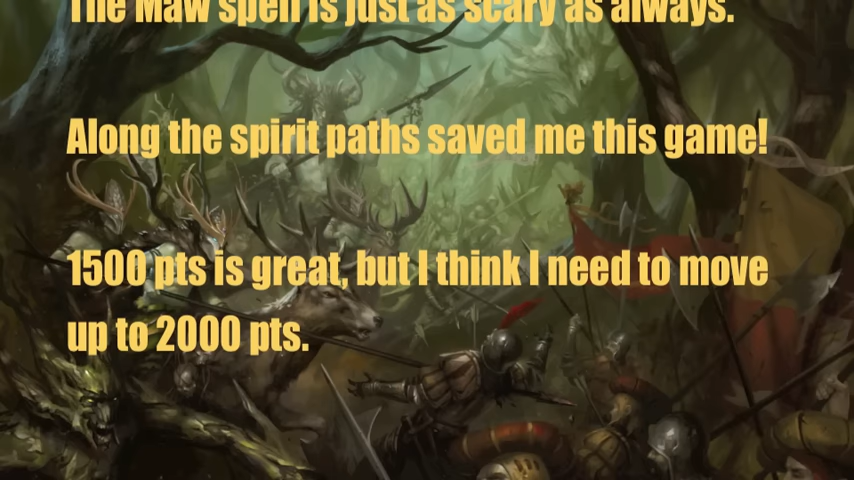 The Maw spell is just as scary as always.
Along the spirit paths saved me this game!
1500 pts is great, but I think I need to move
up to 2000 pts.